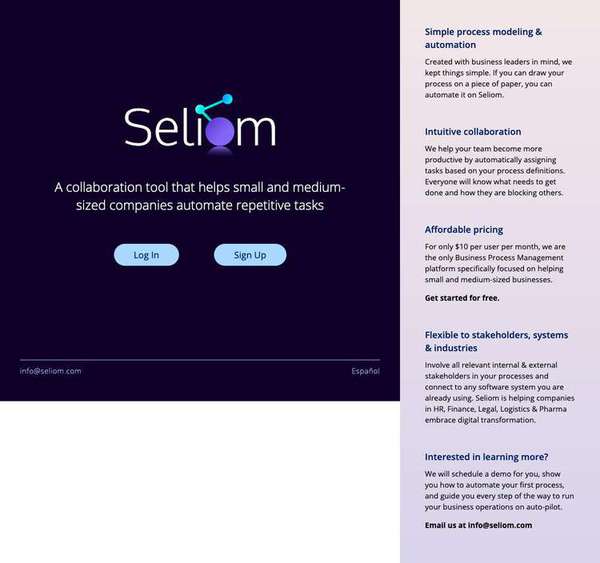 Seliom
A collaboration tool that helps small and medium-
sized companies automate repetitive tasks
Log In
Sign Up
info@seliom.com
Español
Simple process modeling &
automation
Created with business leaders in mind, we
kept things simple. If you can draw your
process on a piece of paper, you can
automate it on Seliom.
Intuitive collaboration
We help your team become more
productive by automatically assigning
tasks based on your process definitions.
Everyone will know what needs to get
done and how they are blocking others.
Affordable pricing
For only $10 per user per month, we are
the only Business Process Management
platform specifically focused on helping
small and medium-sized businesses.
Get started for free.
Flexible to stakeholders, systems
& industries
Involve all relevant internal & external
stakeholders in your processes and
connect to any software system you are
already using. Seliom is helping companies
in HR, Finance, Legal, Logistics & Pharma
embrace digital transformation.
Interested in learning more?
We will schedule a demo for you, show
you how to automate your first process,
and guide you every step of the way to run
your business operations on auto-pilot.
Email us at info@seliom.com